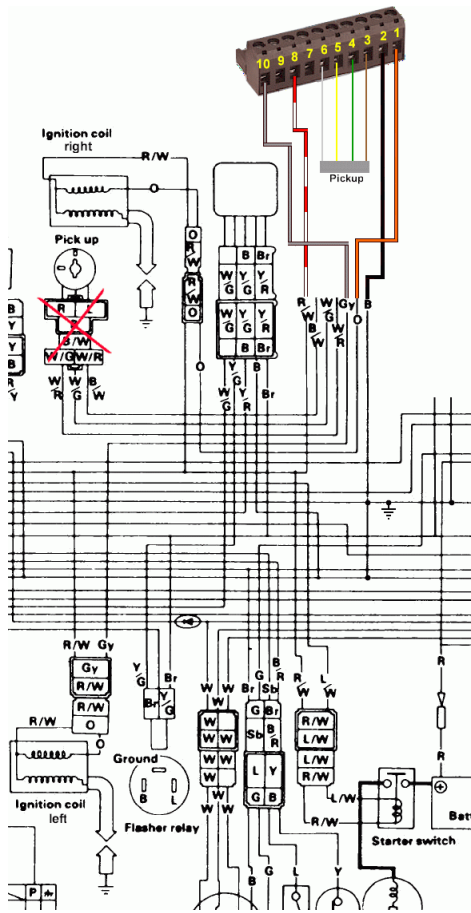 10 9 8 7 6 5 4 3 2 1
Pickup
Ignition coil
right
R/W
O
O
R/W
R/W
O
O
Pick up
R
B/W
W/G W/R
W/R W/G B/W
B
Y
B
Y
R/Y
B Br
W/G Y/G Y/R
W/G Y/G Y/R
B Br
Y/G B
W/G Y/R Br
R/W B/W W/G W/R Gy O B
R/W Gy
Gy
R/W
R/W
O
R/W
O
Ignition coil
left
Y/G Br
Br Y/G
Ground
B L
Flasher relay
W W W
W W
W W
W W
W W
W W W
Br G Sb B/R
G Br
Sb B/R
L Y
G B
B G L Y
R/W L/W
R/W
L/W
L/W
R/W
L/W
R/W
Starter switch
R
R
Batt
P